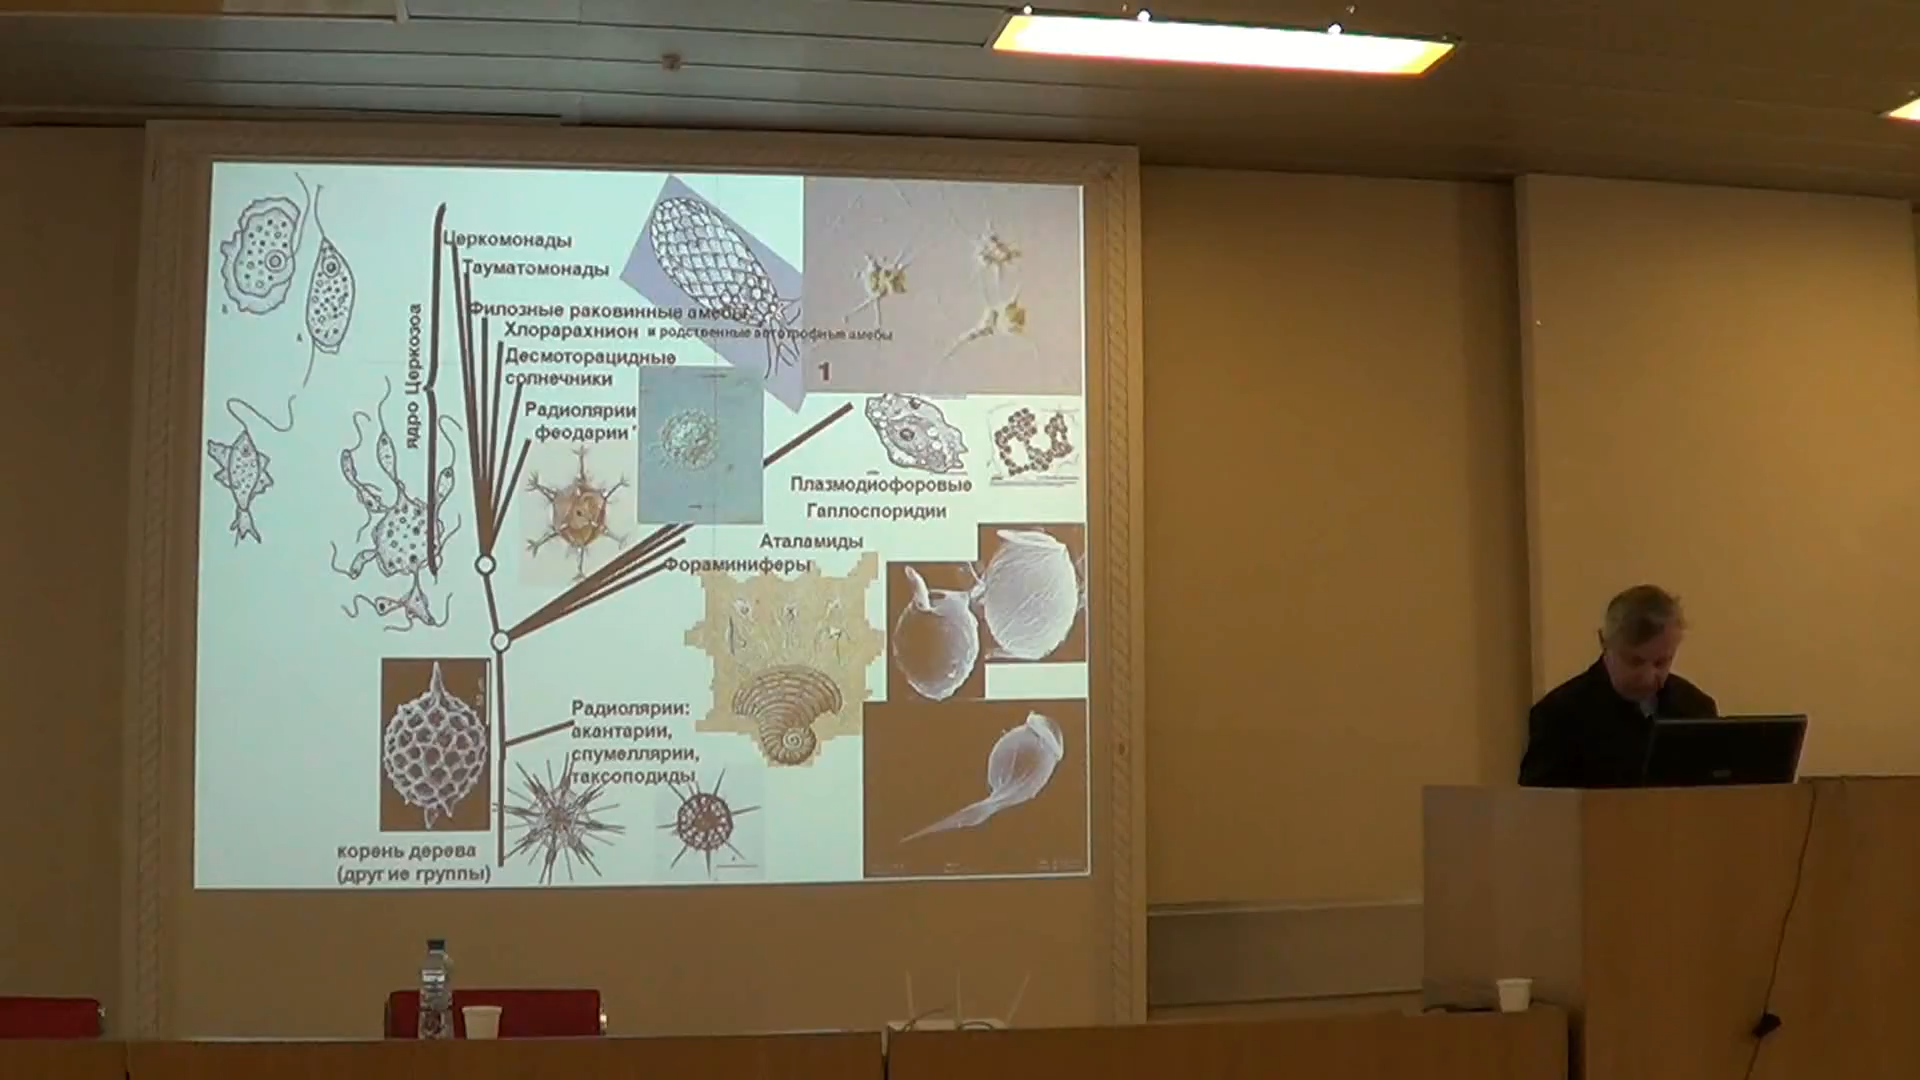 Церкомонады
Тауматомонады
Филозные раковинные амебы
Хлорарахнион и родственные автотрофные амебы
Десмоторацидные
солнечники
Радиолярии
феодарии
ядро Церкозоа
1
Плазмодиофоровые
Гаплоспоридии
Аталамиды
Фораминиферы
Радиолярии:
акантарии,
спумеллярии,
таксоподиды
корень дерева
(другие группы)